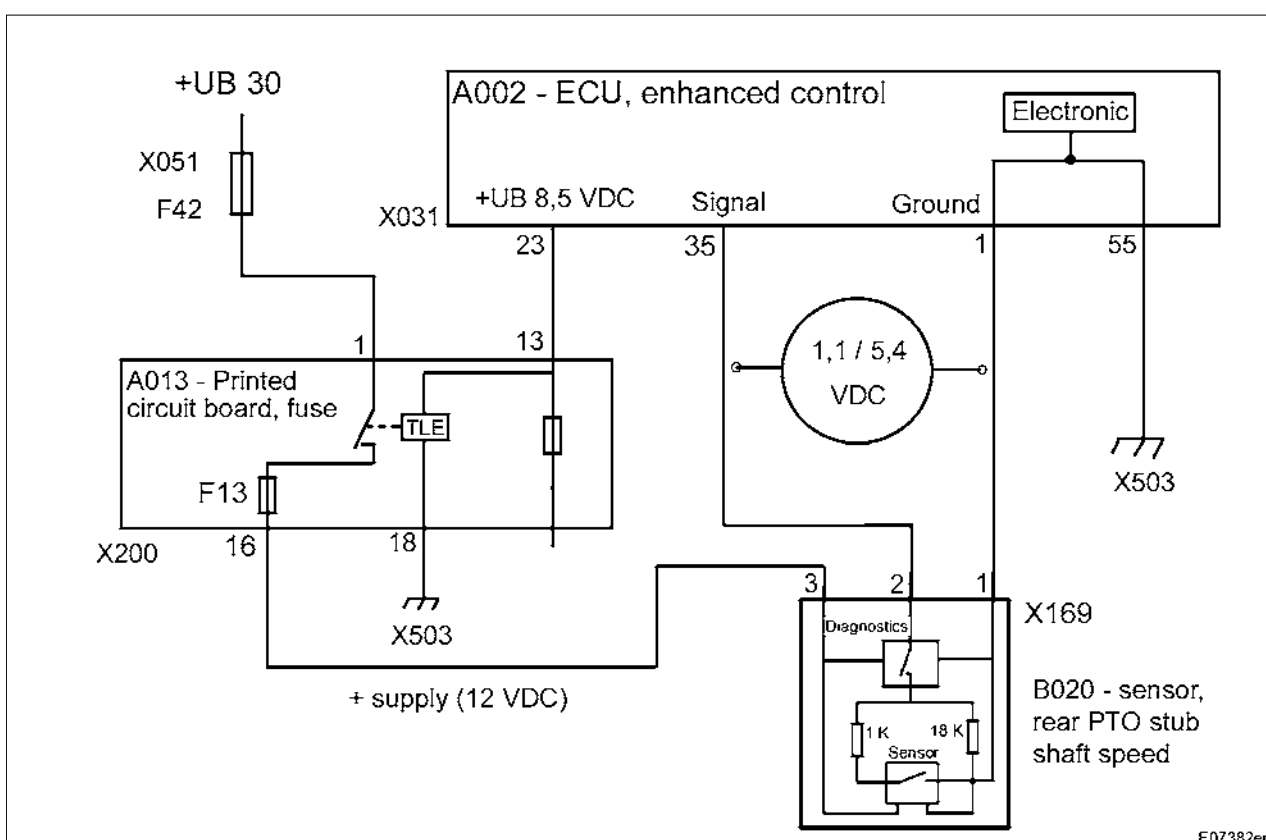 +UB 30
X051
F42
A002 - ECU, enhanced control
Electronic
+UB 8,5 VDC
Signal
Ground
X031
23
35
1
55
1,1 / 5,4
VDC
X503
1
13
A013 - Printed
circuit board, fuse
TLE
F13
X200
16
18
X503
+ supply (12 VDC)
3
2
1
X169
Diagnostics
1 K
18 K
Sensor
B020 - sensor,
rear PTO stub
shaft speed